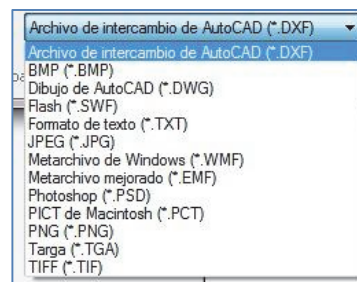 Archivo de intercambio de AutoCAD (*.DXF)
Archivo de intercambio de AutoCAD (*.DXF)
BMP (*.BMP)
Dibujo de AutoCAD (*.DWG)
Flash (*.SWF)
Formato de texto (*.TXT)
JPEG (*.JPG)
Metarchivo de Windows (*.WMF)
Metarchivo mejorado (*.EMF)
Photoshop (*.PSD)
PICT de Macintosh (*.PCT)
PNG (*.PNG)
Targa (*.TGA)
TIFF (*.TIF)